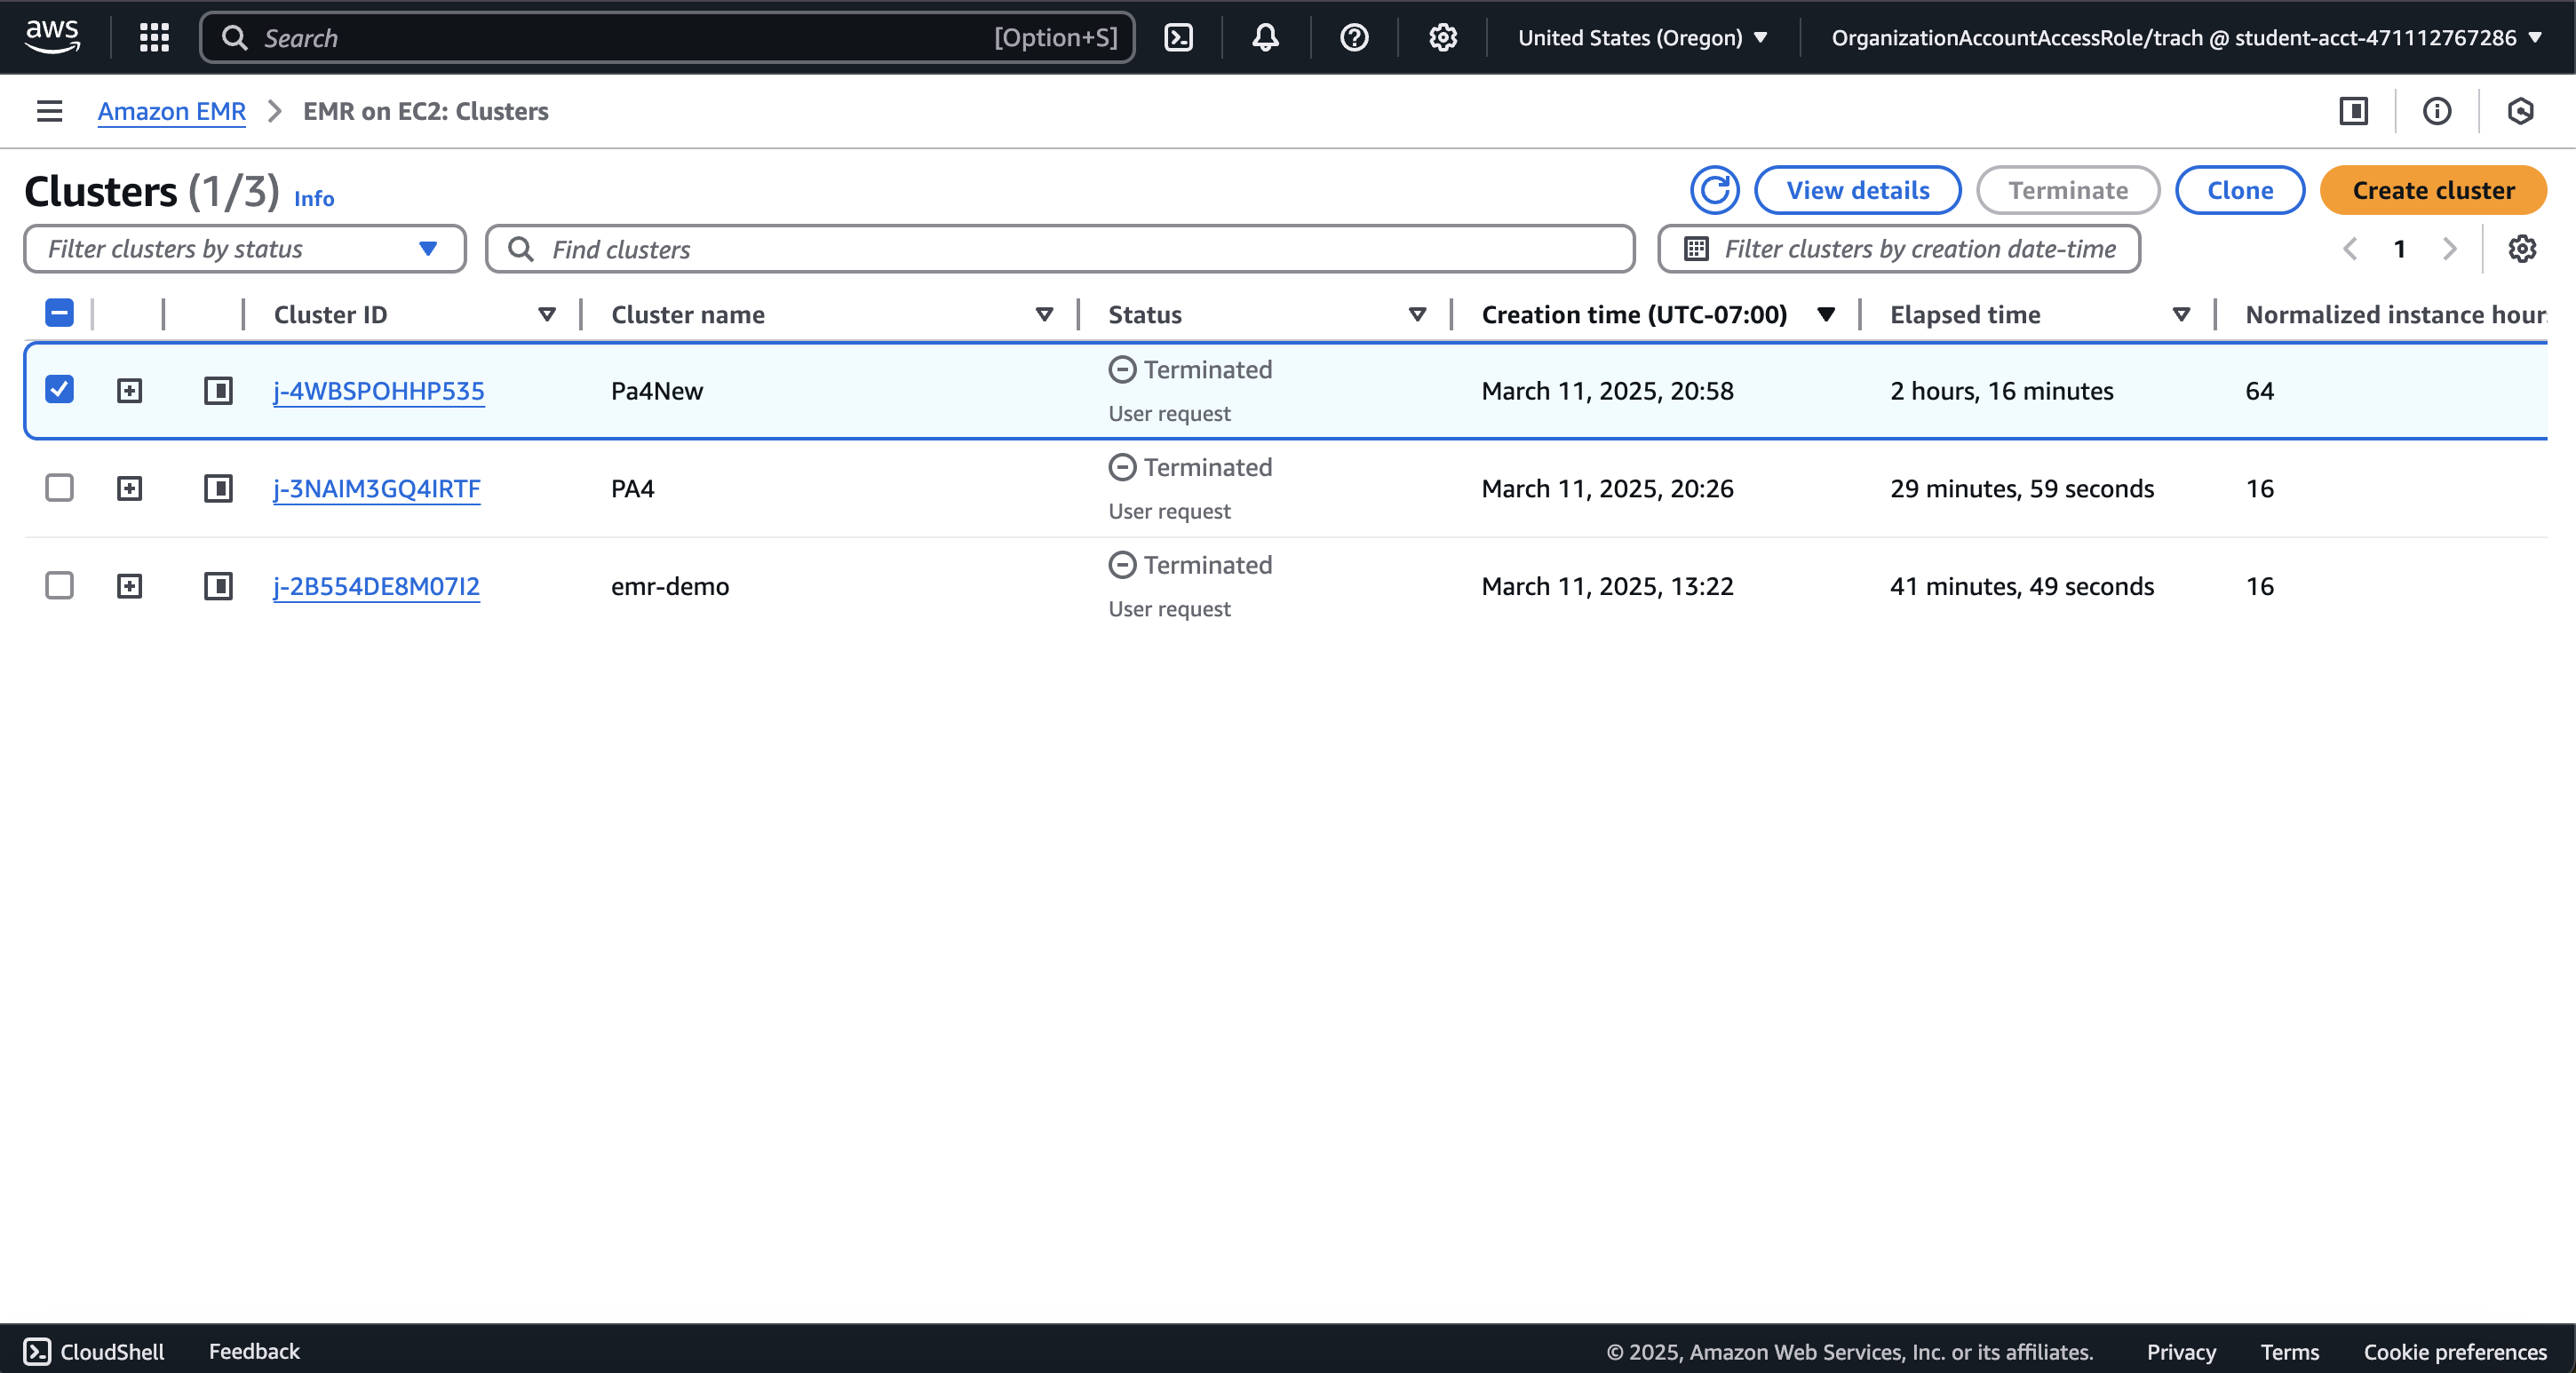 aws
Search [Option+S] United States (Oregon) OrganizationAccountAccessRole/trach @ student-acct-471112767286
Amazon EMR EMR on EC2: Clusters
Clusters (1/3) Info View details Terminate Clone Create cluster
Filter clusters by status Find clusters Filter clusters by creation date-time 1
Cluster ID Cluster name Status Creation time (UTC-07:00) Elapsed time Normalized instance hour
Terminated
j-4WBSPOHHP535 Pa4New March 11, 2025, 20:58 2 hours, 16 minutes 64
User request
Terminated
j-3NAIM3GQ4IRTF PA4 March 11, 2025, 20:26 29 minutes, 59 seconds 16
User request
Terminated
j-2B554DE8M07I2 emr-demo March 11, 2025, 13:22 41 minutes, 49 seconds 16
User request
CloudShell Feedback © 2025, Amazon Web Services, Inc. or its affiliates. Privacy Terms Cookie preferences